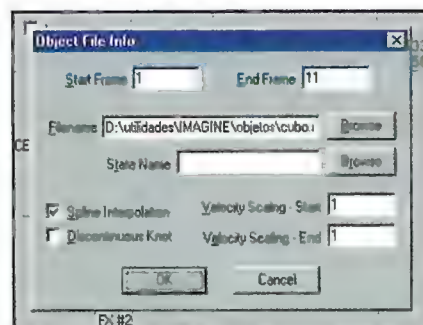 Object File Info
Start Frame 1 End Frame 11
Filename D:\utilidades\IMAGINE\objetos\cubo. Browse
CE
State Name Browse
Spline Interpolation Velocity Scaling - Start 1
Discontinuous Knot Velocity Scaling - End 1
OK Cancel
FX #2